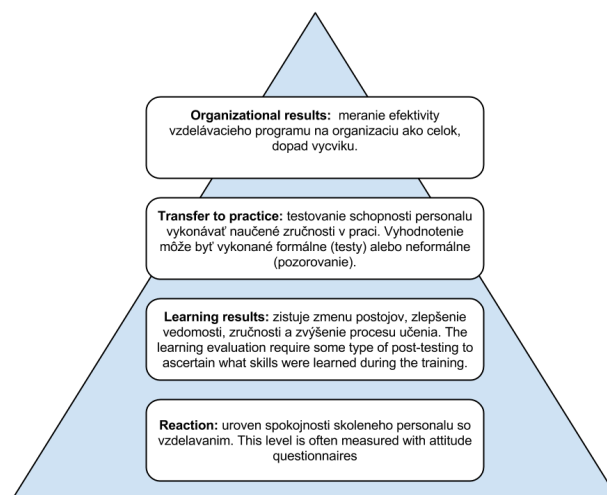 Organizational results: meranie efektivity
vzdelávacieho programu na organizaciu ako celok,
dopad vycviku.
Transfer to practice: testovanie schopnosti personalu
vykonávať naučené zručnosti v praci. Vyhodnotenie
môže byť vykonané formálne (testy) alebo neformálne
(pozorovanie).
Learning results: zistuje zmenu postojov, zlepšenie
vedomosti, zručnosti a zvýšenie procesu učenia. The
learning evaluation require some type of post-testing to
ascertain what skills were learned during the training.
Reaction: uroven spokojnosti skoleneho personalu so
vzdelavanim. This level is often measured with attitude
questionnaires